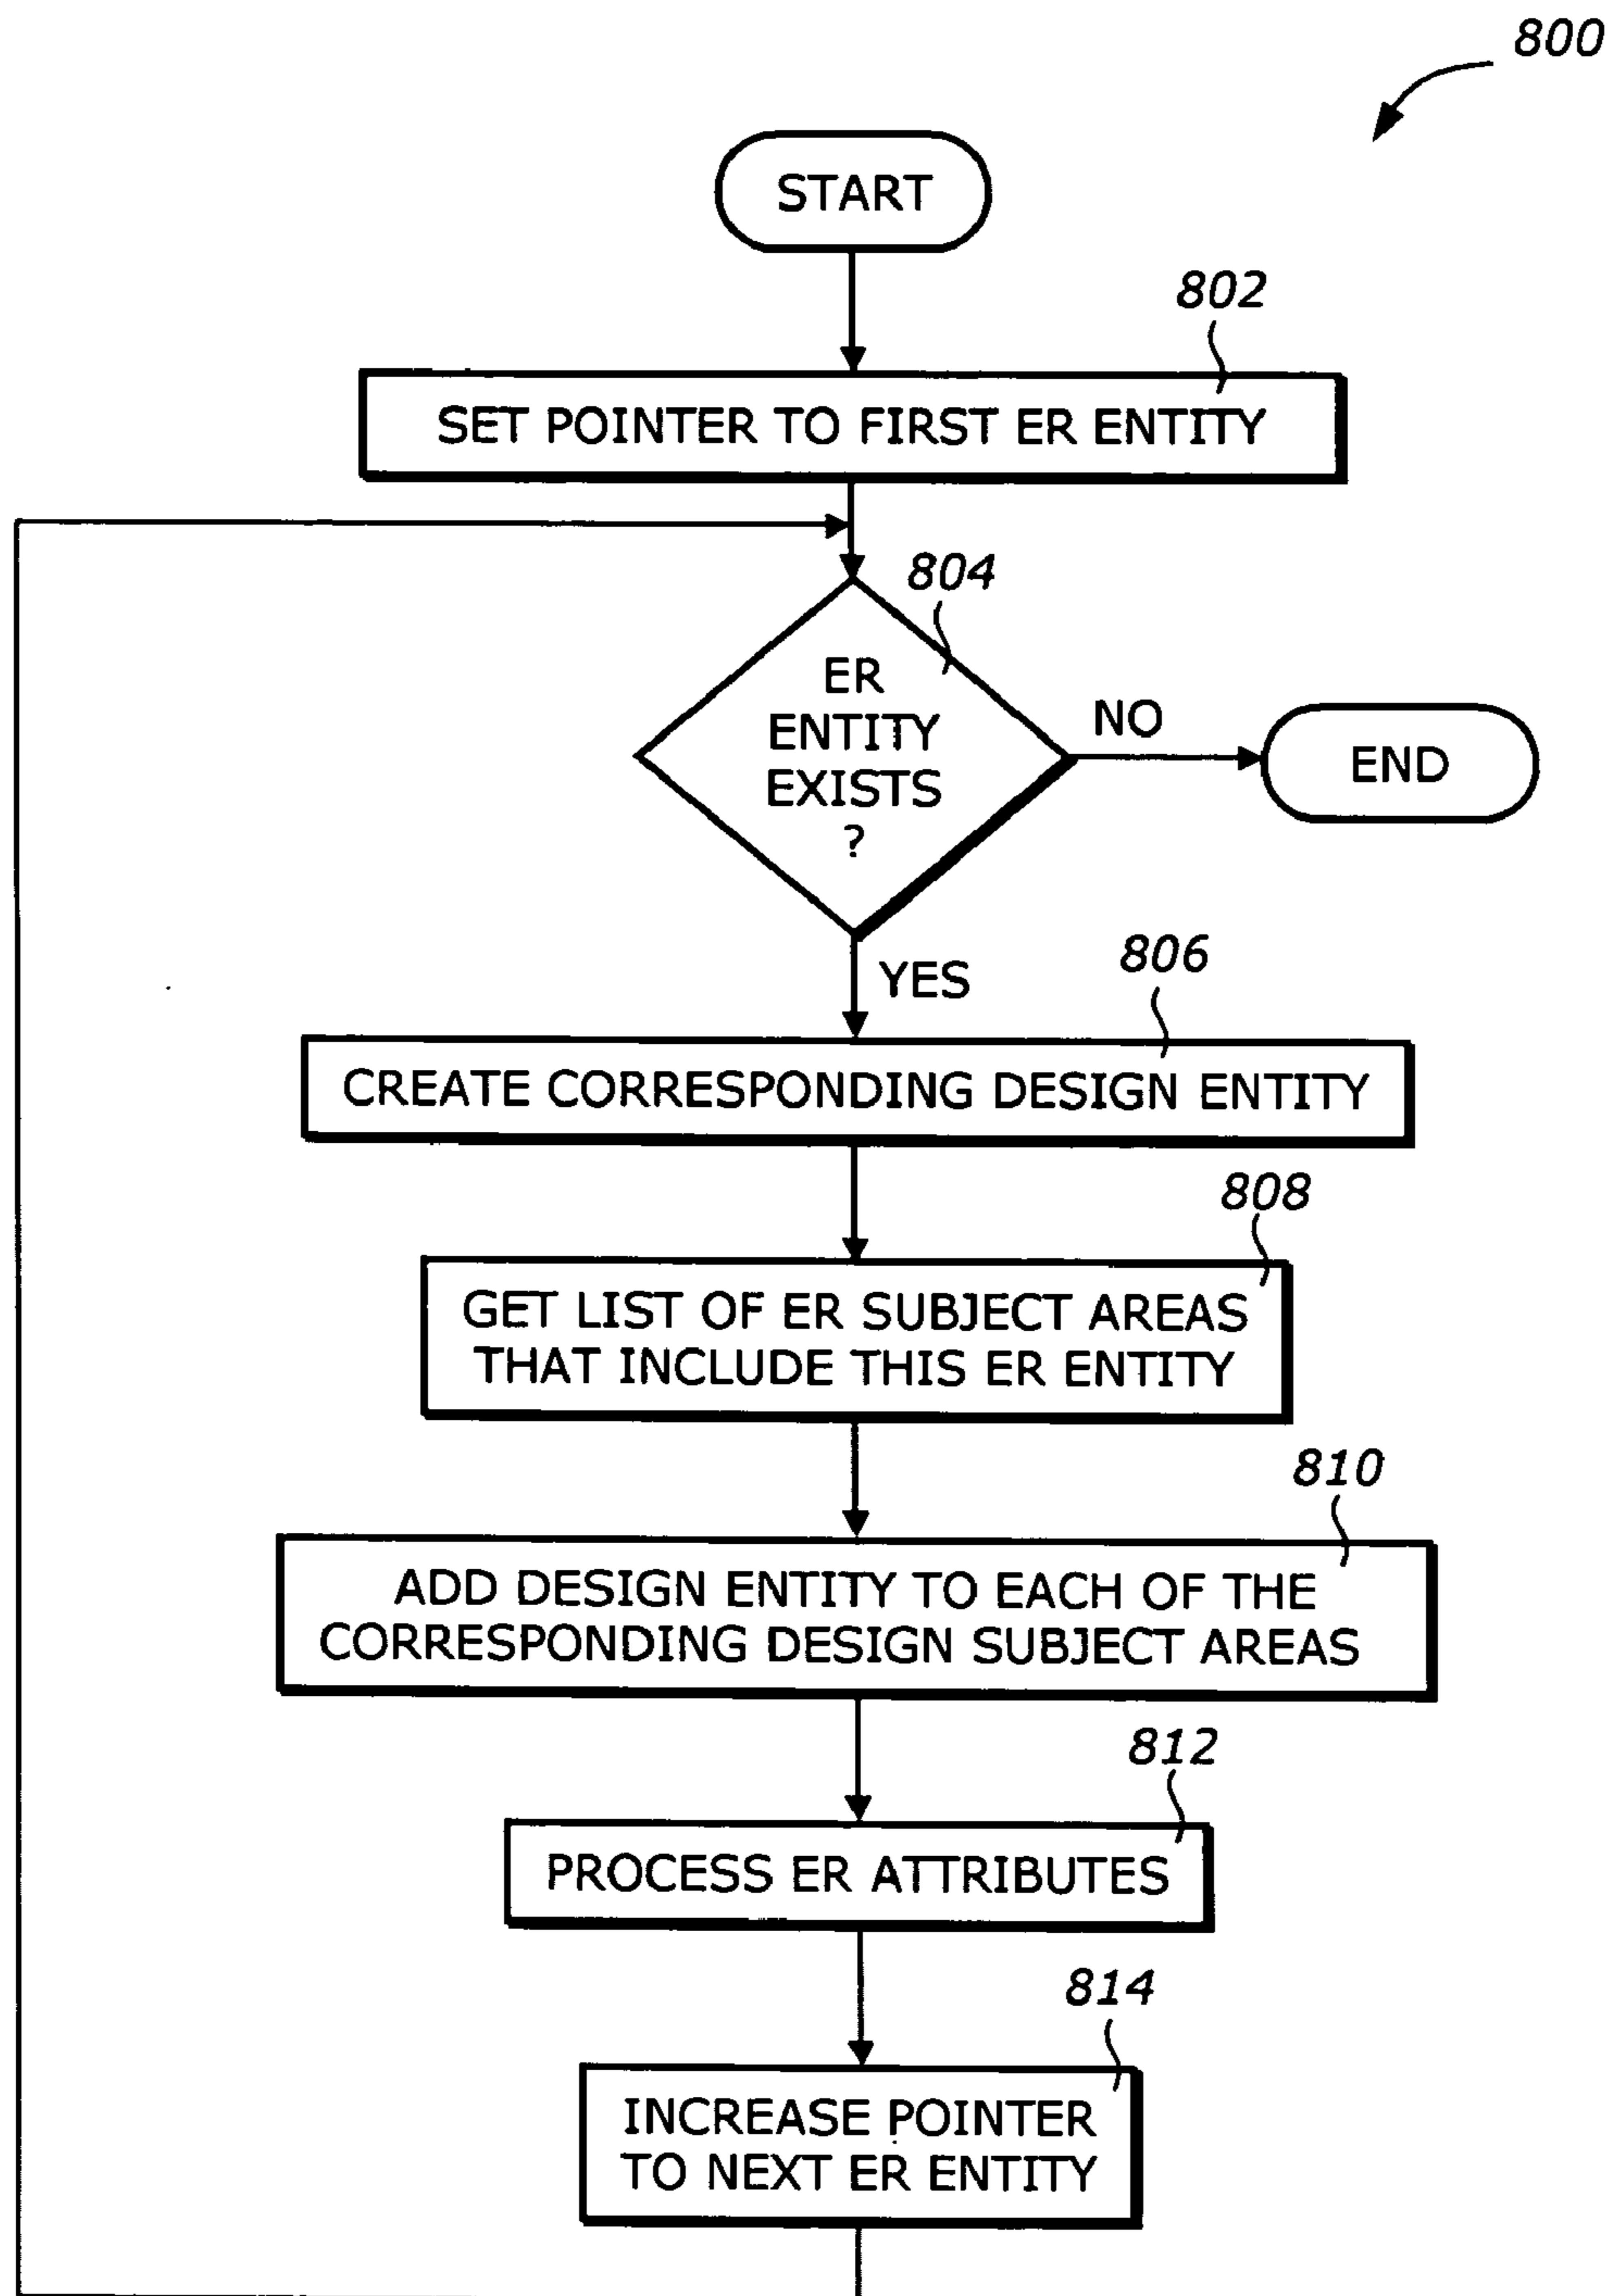 800
START
802
SET POINTER TO FIRST ER ENTITY
804
ER
ENTITY
EXISTS
?
NO
END
YES
806
CREATE CORRESPONDING DESIGN ENTITY
808
GET LIST OF ER SUBJECT AREAS
THAT INCLUDE THIS ER ENTITY
810
ADD DESIGN ENTITY TO EACH OF THE
CORRESPONDING DESIGN SUBJECT AREAS
812
PROCESS ER ATTRIBUTES
814
INCREASE POINTER
TO NEXT ER ENTITY